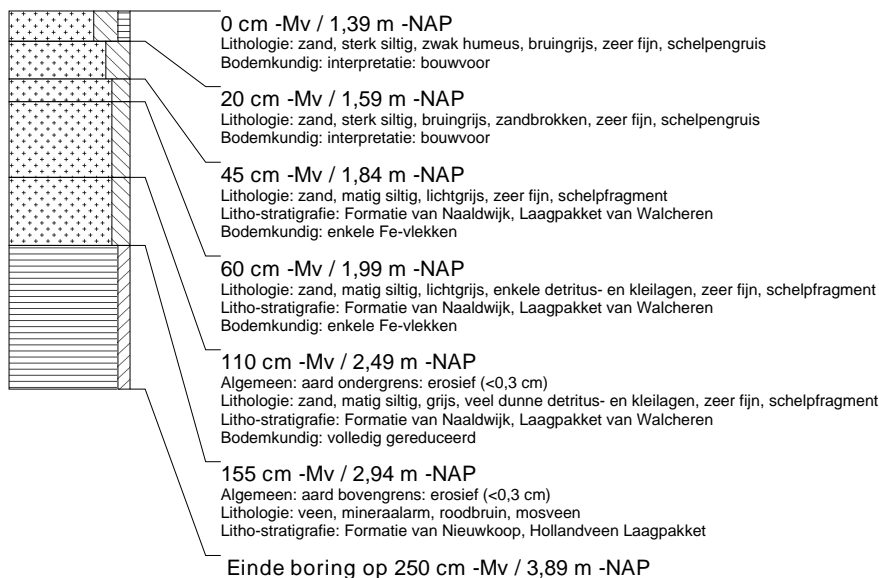 0 cm -Mv / 1,39 m -NAP
Lithologie: zand, sterk siltig, zwak humeus, bruingrijs, zeer fijn, schelpengruis
Bodemkundig: interpretatie: bouwvoor
20 cm -Mv / 1,59 m -NAP
Lithologie: zand, sterk siltig, bruingrijs, zandbrokken, zeer fijn, schelpengruis
Bodemkundig: interpretatie: bouwvoor
45 cm -Mv / 1,84 m -NAP
Lithologie: zand, matig siltig, lichtgrijs, zeer fijn, schelpfragment
Litho-stratigrafie: Formatie van Naaldwijk, Laagpakket van Walcheren
Bodemkundig: enkele Fe-vlekken
60 cm -Mv / 1,99 m -NAP
Lithologie: zand, matig siltig, lichtgrijs, enkele detritus- en kleilagen, zeer fijn, schelpfragment
Litho-stratigrafie: Formatie van Naaldwijk, Laagpakket van Walcheren
Bodemkundig: enkele Fe-vlekken
110 cm -Mv / 2,49 m -NAP
Algemeen: aard ondergrens: erosief (<0,3 cm)
Lithologie: zand, matig siltig, grijs, veel dunne detritus- en kleilagen, zeer fijn, schelpfragment
Litho-stratigrafie: Formatie van Naaldwijk, Laagpakket van Walcheren
Bodemkundig: volledig gereduceerd
155 cm -Mv / 2,94 m -NAP
Algemeen: aard bovengrens: erosief (<0,3 cm)
Lithologie: veen, mineraalarm, roodbruin, mosveen
Litho-stratigrafie: Formatie van Nieuwkoop, Hollandveen Laagpakket
Einde boring op 250 cm -Mv / 3,89 m -NAP